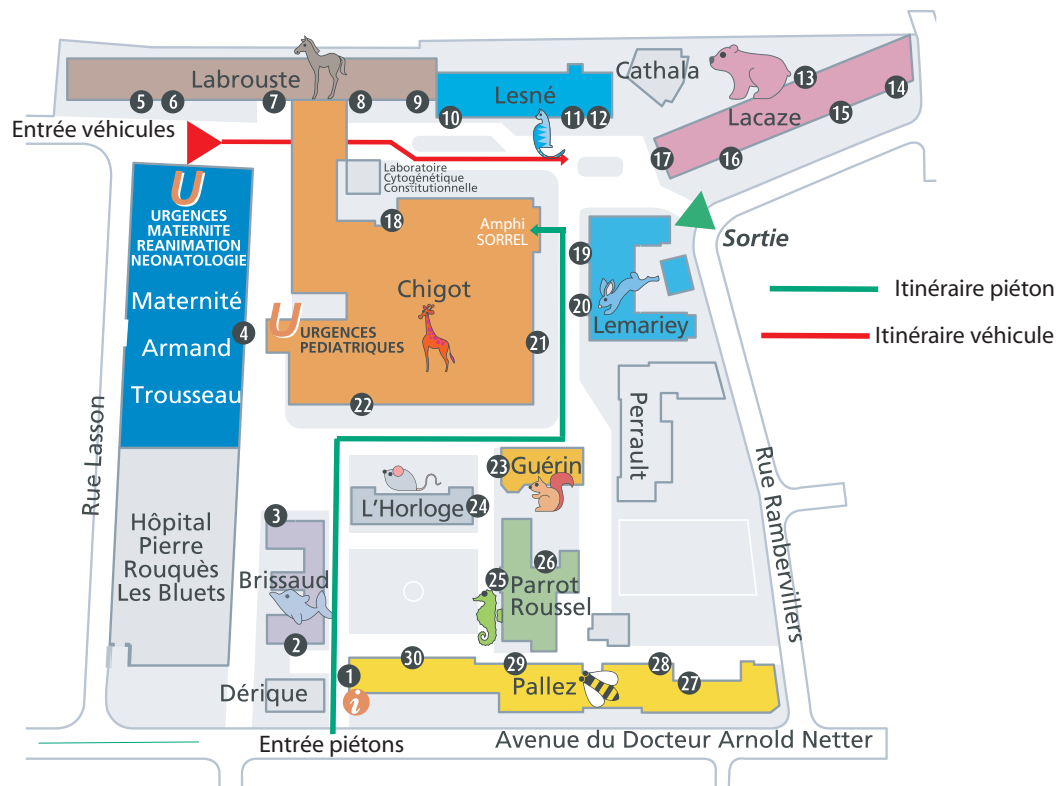 Labrouste
5
6
7
8
9
Lesné
10
11
12
Cathala
13
14
Lacaze
15
16
17
Entrée véhicules
U
URGENCES
MATERNITE
REANIMATION
NEONATOLOGIE
Maternité
Armand
Trousseau
4
Laboratoire
Cytogénétique
Constitutionnelle
18
Amphi
SORREL
Chigot
U
URGENCES
PEDIATRIQUES
21
22
19
20
Lemariey
Sortie
Itinéraire piéton
Itinéraire véhicule
Perrault
Rue Lasson
Rue Rambervillers
Hôpital
Pierre
Rouquès
Les Bluets
3
Brissaud
2
Dérique
L'Horloge
24
23
Guérin
25
26
Parrot
Roussel
1
i
30
29
Pallez
28
27
Entrée piétons
Avenue du Docteur Arnold Netter